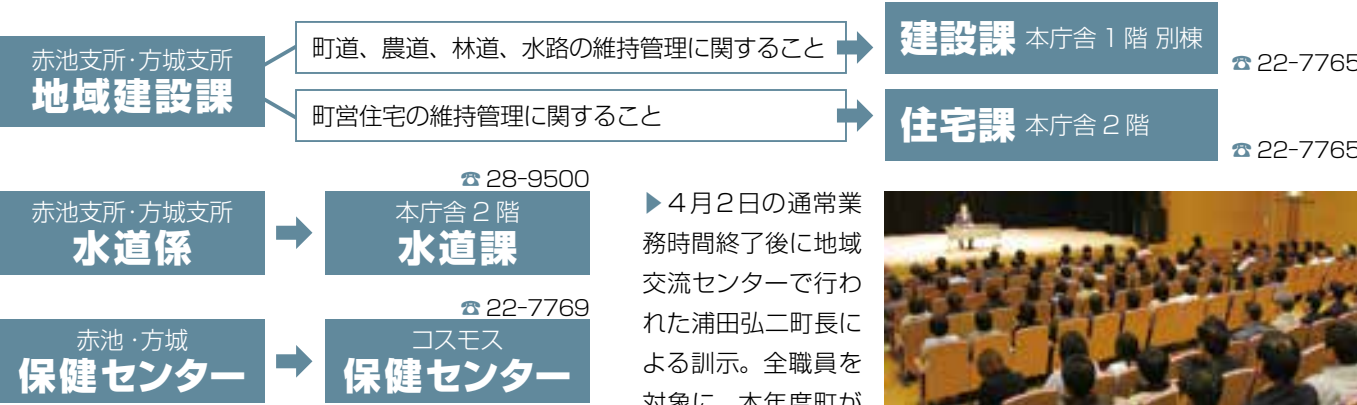 赤池支所･方城支所
地域建設課
町道、農道、林道、水路の維持管理に関すること
建設課 本庁舎１階 別棟
☎ 22-7765
町営住宅の維持管理に関すること
住宅課 本庁舎２階
☎ 22-7765
赤池支所･方城支所
水道係
☎ 28-9500
本庁舎２階
水道課
赤池・方城
保健センター
☎ 22-7769
コスモス
保健センター
▶４月２日の通常業
務時間終了後に地域
交流センターで行わ
れた浦田弘二町長に
よる訓示。全職員を
対象に、本年度町が